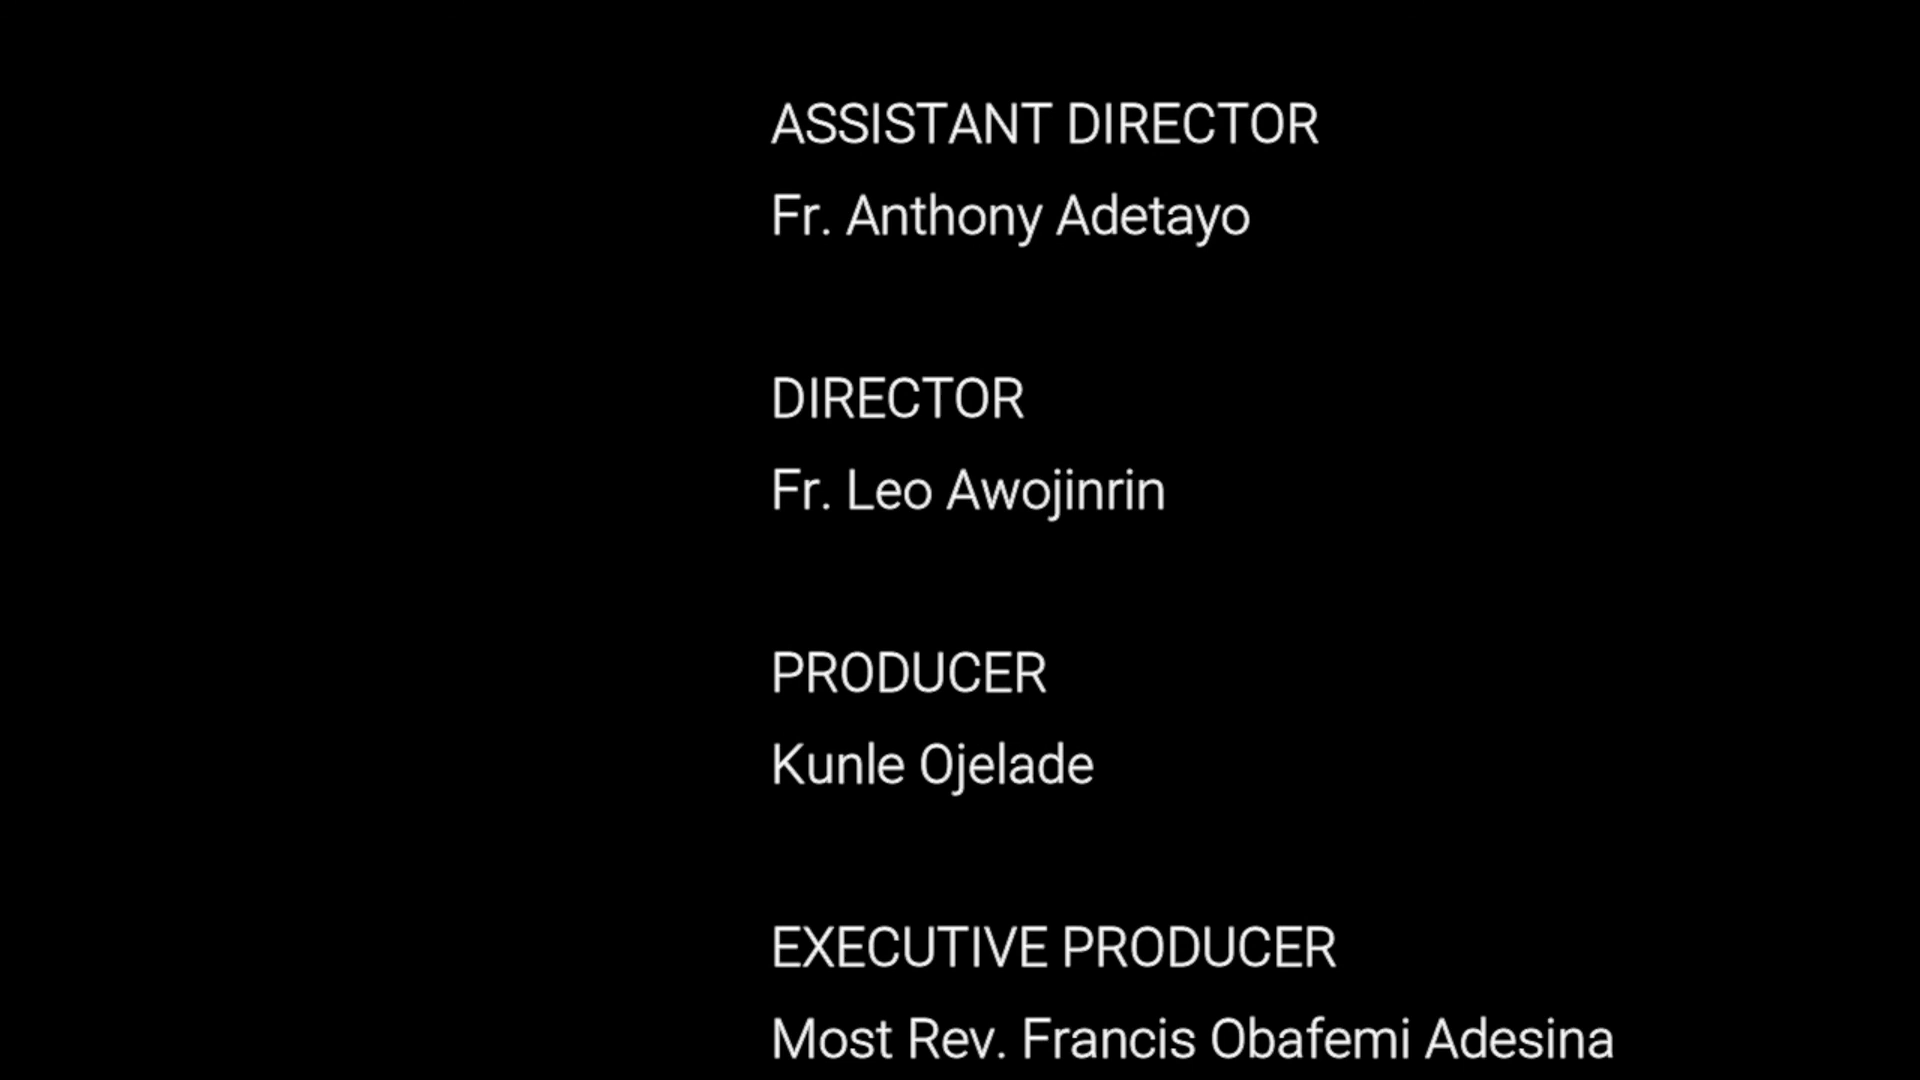 ASSISTANT DIRECTOR
Fr. Anthony Adetayo
DIRECTOR
Fr. Leo Awojinrin
PRODUCER
Kunle Ojelade
EXECUTIVE PRODUCER
Most Rev. Francis Obafemi Adesina